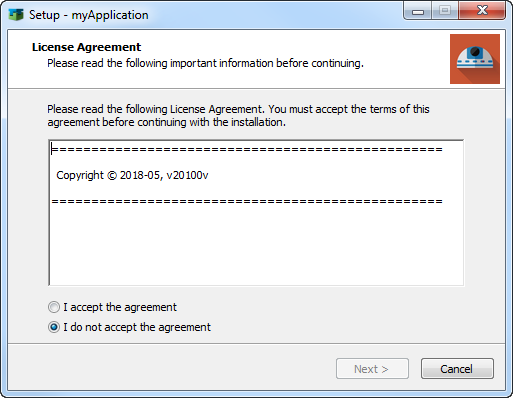 Setup - myApplication
License Agreement
Please read the following important information before continuing.
Please read the following License Agreement. You must accept the terms of this
agreement before continuing with the installation.
=================================================
Copyright © 2018-05, v20100v
=================================================
I accept the agreement
I do not accept the agreement
Next >
Cancel